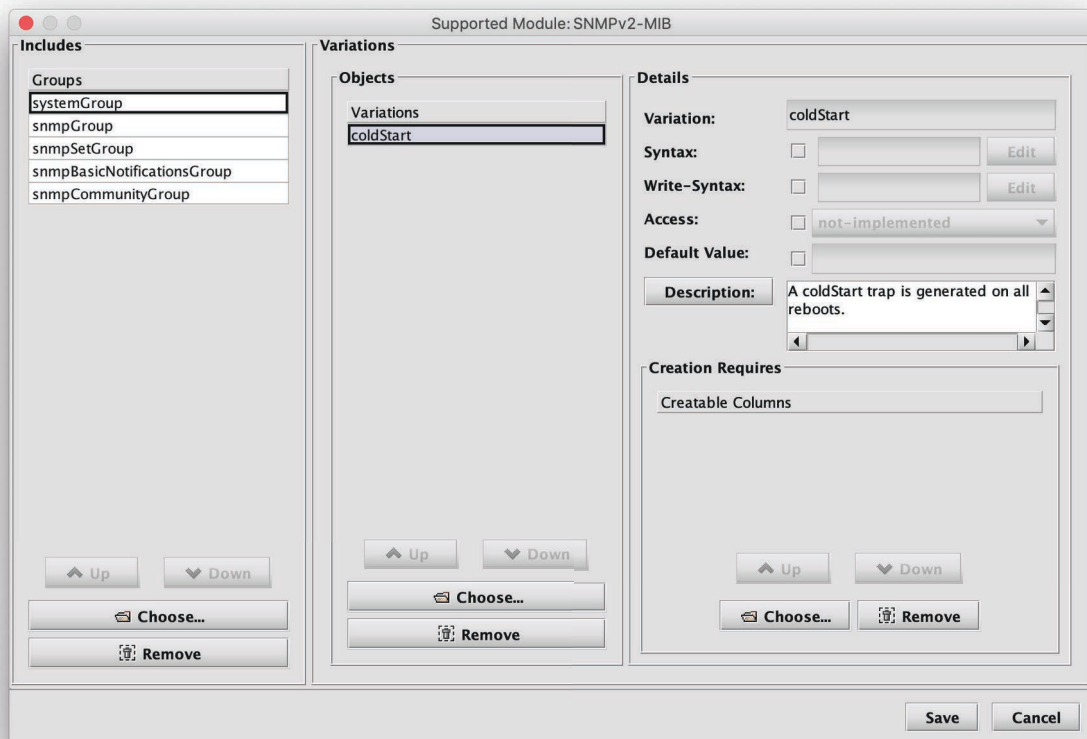 Supported Module: SNMPv2-MIB
Includes
Groups
systemGroup
snmpGroup
snmpSetGroup
snmpBasicNotificationsGroup
snmpCommunityGroup
Up
Down
Choose...
Remove
Variations
Objects
Variations
coldStart
Up
Down
Choose...
Remove
Details
Variation:
coldStart
Syntax:
Edit
Write-Syntax:
Edit
Access:
not-implemented
Default Value:
Description:
A coldStart trap is generated on all
reboots.
Creation Requires
Creatable Columns
Up
Down
Choose...
Remove
Save
Cancel